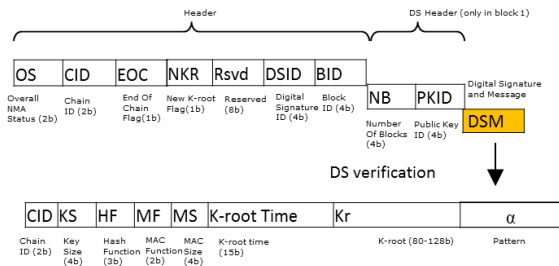 Header
DS Header (only in block 1)
OS CID EOC NKR Rsvd DSID BID
Overall NMA Status (2b)
Chain ID (2b)
End Of Chain Flag(1b)
New K-root Flag(1b)
Reserved (8b)
Digital Signature ID (4b)
Block ID (4b)
NB PKID
Number Of Blocks (4b)
Public Key ID (4b)
Digital Signature and Message
DSM
DS verification
CID KS HF MF MS K-root Time Kr α
Chain ID (2b)
Key Size (4b)
Hash Function (3b)
MAC Function (2b)
MAC Size (4b)
K-root time (15b)
K-root (80-128b)
Pattern